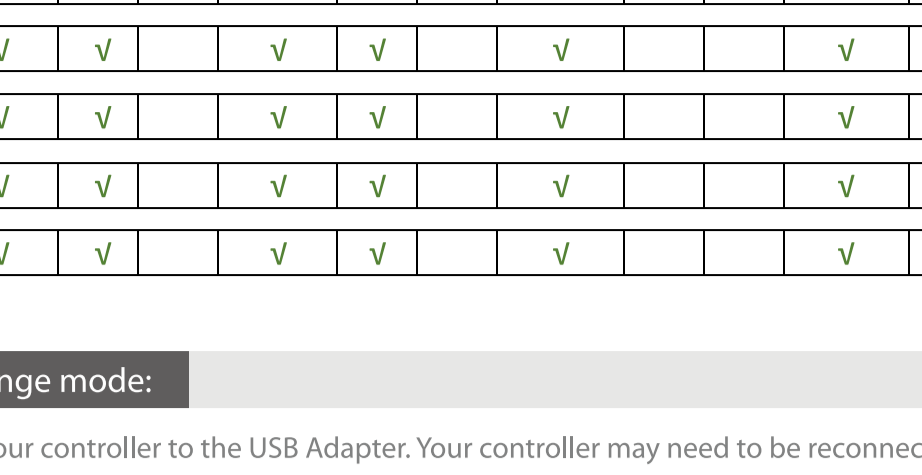 √ √ √ √ √ √
√ √ √ √ √ √
√ √ √ √ √ √
√ √ √ √ √ √
nge mode:
our controller to the USB Adapter. Your controller may need to be reconnec